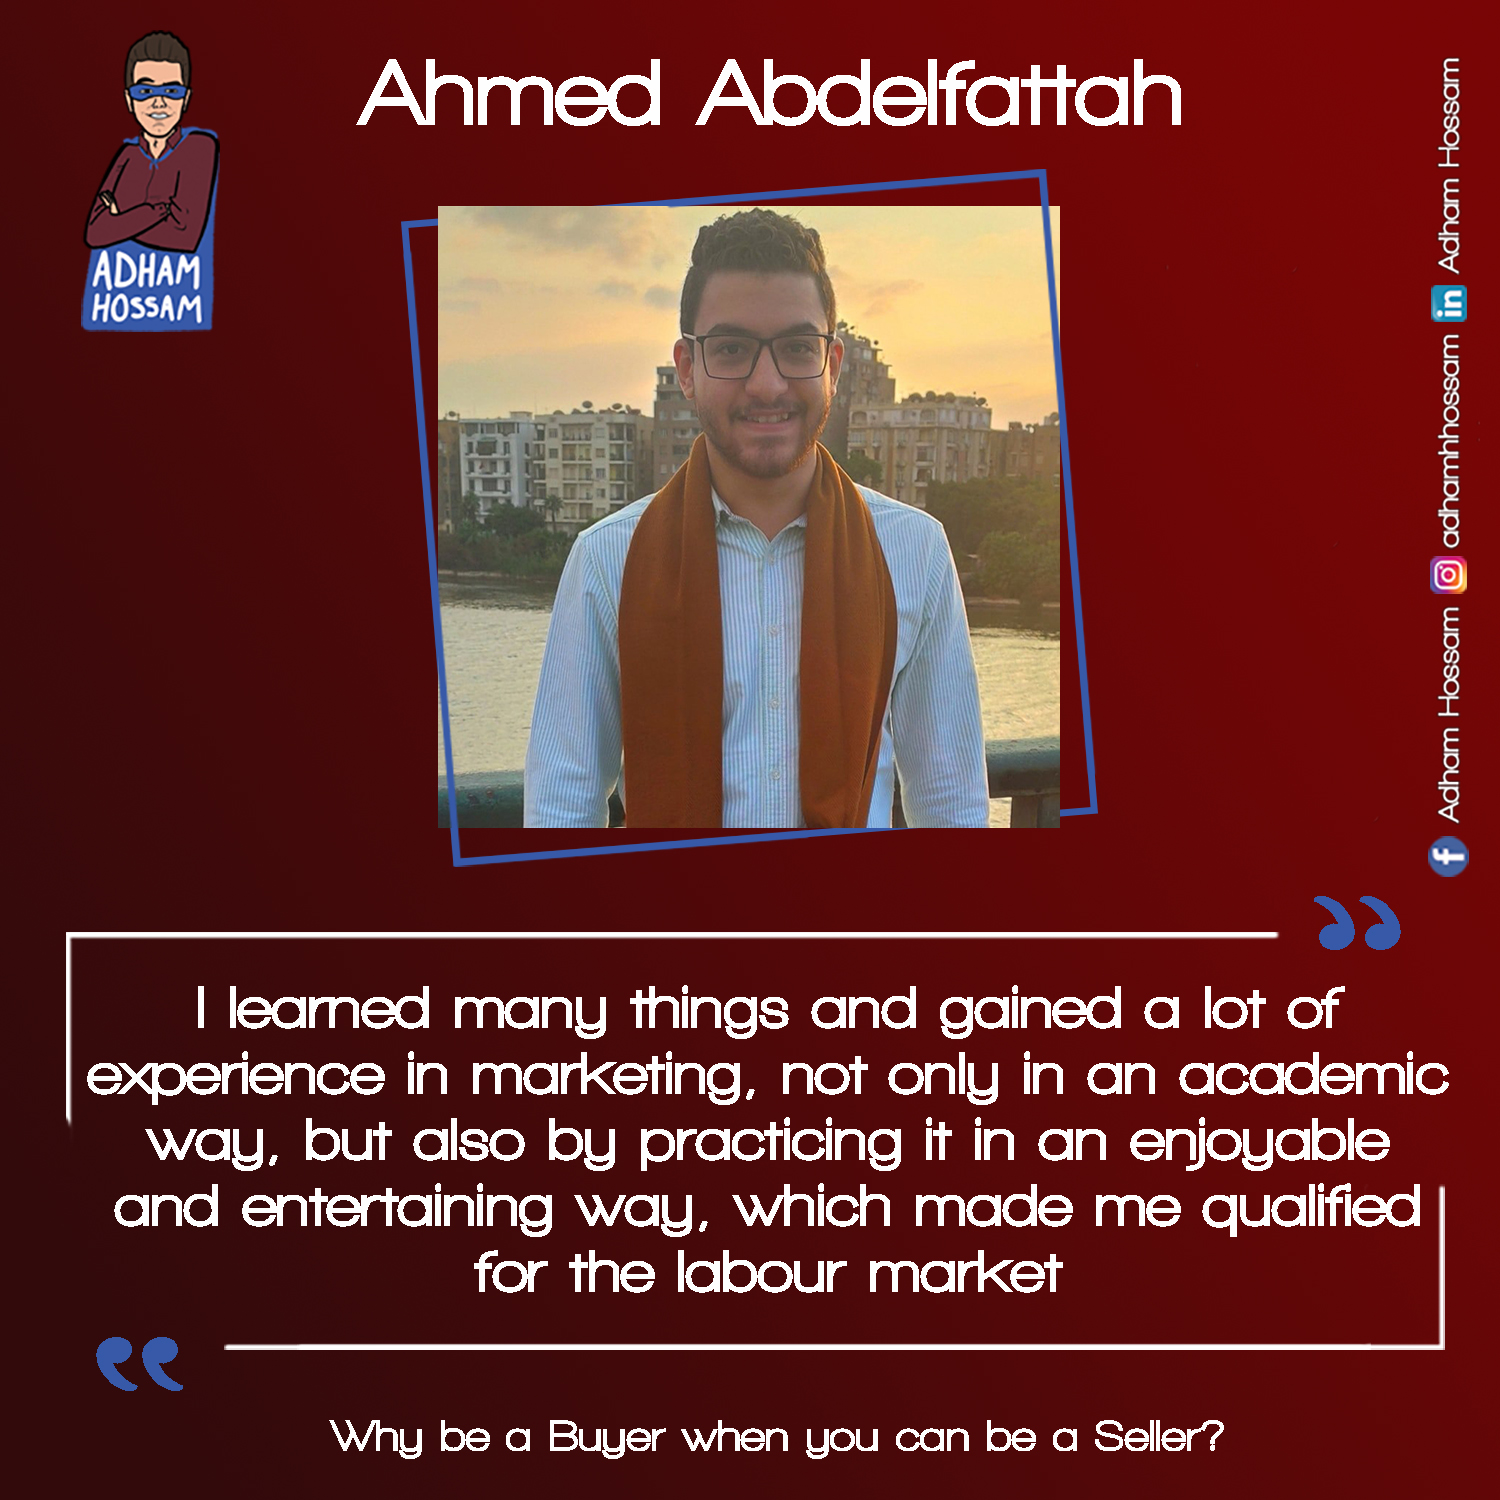 Ahmed Abdelfattah
ADHAM
HOSSAM
Adham Hossam
adhamhhossam
Adham Hossam
I learned many things and gained a lot of
experience in marketing, not only in an academic
way, but also by practicing it in an enjoyable
and entertaining way, which made me qualified
for the labour market
Why be a Buyer when you can be a Seller?